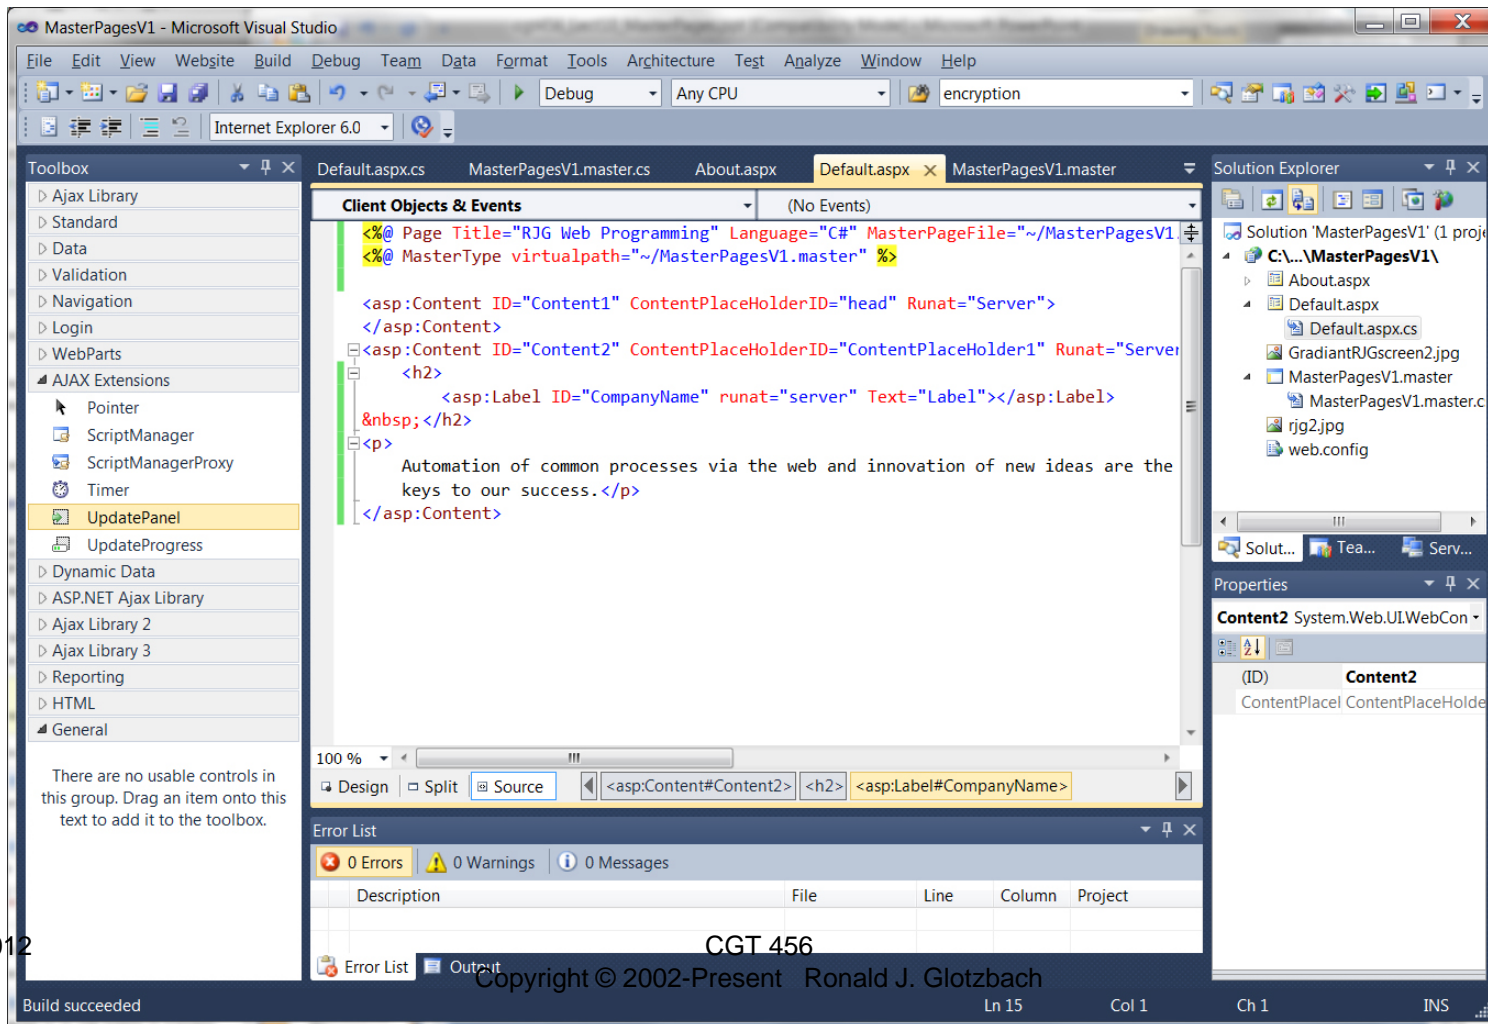 MasterPagesV1 - Microsoft Visual Studio
File Edit View Website Build Debug Team Data Format Tools Architecture Test Analyze Window Help
Debug Any CPU encryption
Internet Explorer 6.0
Toolbox
Ajax Library
Standard
Data
Validation
Navigation
Login
WebParts
AJAX Extensions
Pointer
ScriptManager
ScriptManagerProxy
Timer
UpdatePanel
UpdateProgress
Dynamic Data
ASP.NET Ajax Library
Ajax Library 2
Ajax Library 3
Reporting
HTML
General
There are no usable controls in
this group. Drag an item onto this
text to add it to the toolbox.
Default.aspx.cs MasterPagesV1.master.cs About.aspx Default.aspx MasterPagesV1.master
Client Objects & Events (No Events)
<%@ Page Title="RJG Web Programming" Language="C#" MasterPageFile="~/MasterPagesV1.
<%@ MasterType virtualpath="~/MasterPagesV1.master" %>
<asp:Content ID="Content1" ContentPlaceHolderID="head" Runat="Server">
</asp:Content>
<asp:Content ID="Content2" ContentPlaceHolderID="ContentPlaceHolder1" Runat="Server
<h2>
<asp:Label ID="CompanyName" runat="server" Text="Label"></asp:Label>
&nbsp;</h2>
<p>
Automation of common processes via the web and innovation of new ideas are the
keys to our success.</p>
</asp:Content>
100 %
Design Split Source <asp:Content#Content2> <h2> <asp:Label#CompanyName>
Error List
0 Errors 0 Warnings 0 Messages
Description File Line Column Project
Error List Output
Solution Explorer
Solution 'MasterPagesV1' (1 proje
C:\...\MasterPagesV1\
About.aspx
Default.aspx
Default.aspx.cs
GradiantRJGscreen2.jpg
MasterPagesV1.master
MasterPagesV1.master.c
rjg2.jpg
web.config
Solut... Tea... Serv...
Properties
Content2 System.Web.UI.WebCon
(ID) Content2
ContentPlacel ContentPlaceHolde
012
CGT 456
Copyright © 2002-Present Ronald J. Glotzbach
Build succeeded Ln 15 Col 1 Ch 1 INS